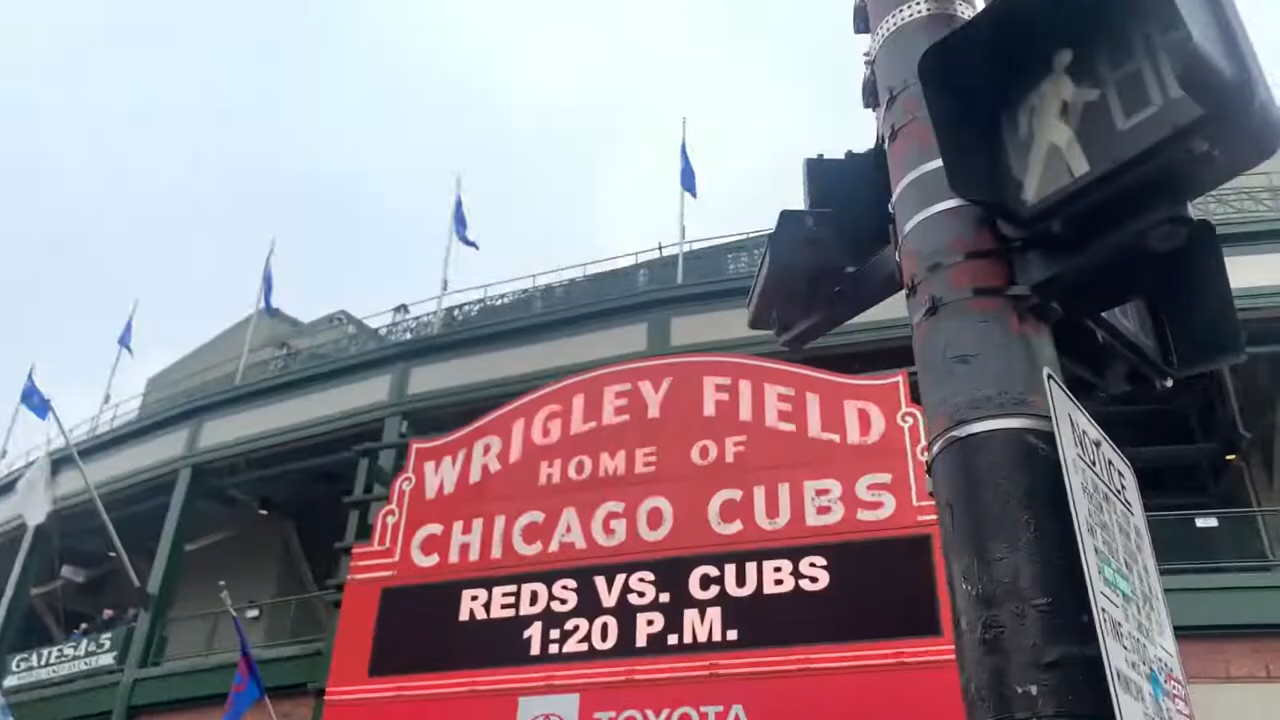 WRIGLEY FIELD
HOME OF
CHICAGO CUBS
REDS VS. CUBS
1:20 P.M.
TOYOTA
GATES 4&5
NOTICE